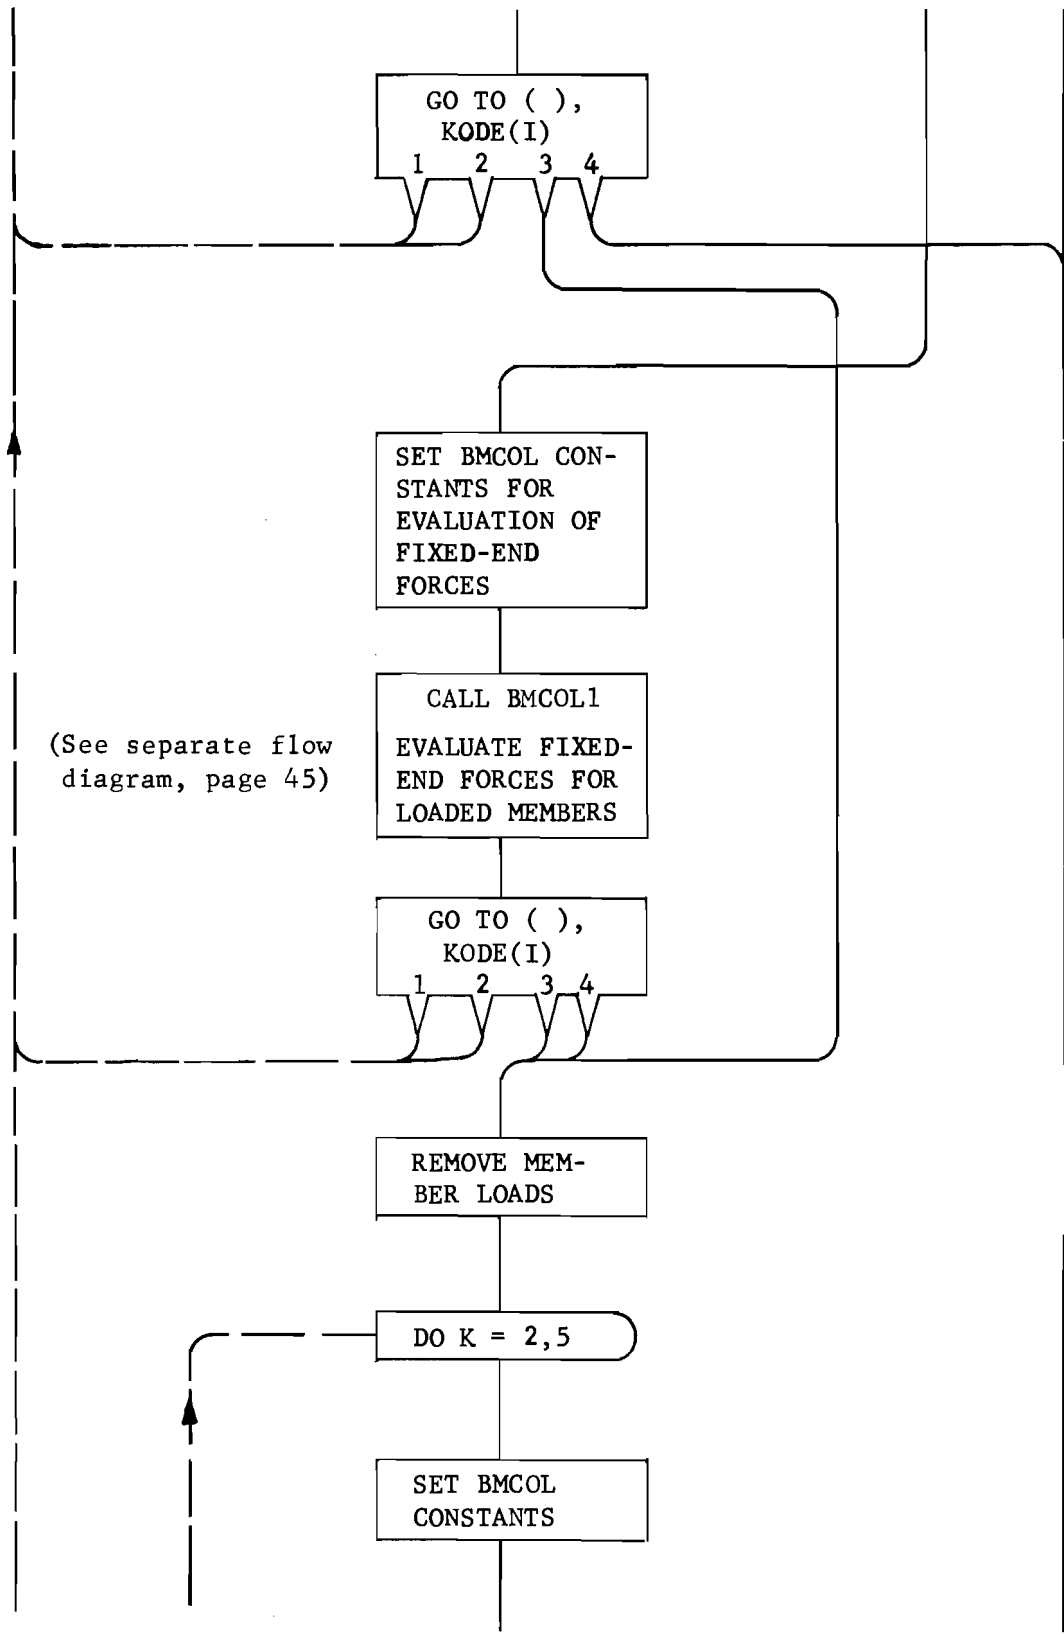 GO TO ( ),
KODE(I)
1 2 3 4
SET BMCOL CON-
STANTS FOR
EVALUATION OF
FIXED-END
FORCES
CALL BMCOL1
EVALUATE FIXED-
END FORCES FOR
LOADED MEMBERS
(See separate flow
diagram, page 45)
GO TO ( ),
KODE(I)
1 2 3 4
REMOVE MEM-
BER LOADS
DO K = 2,5
SET BMCOL
CONSTANTS